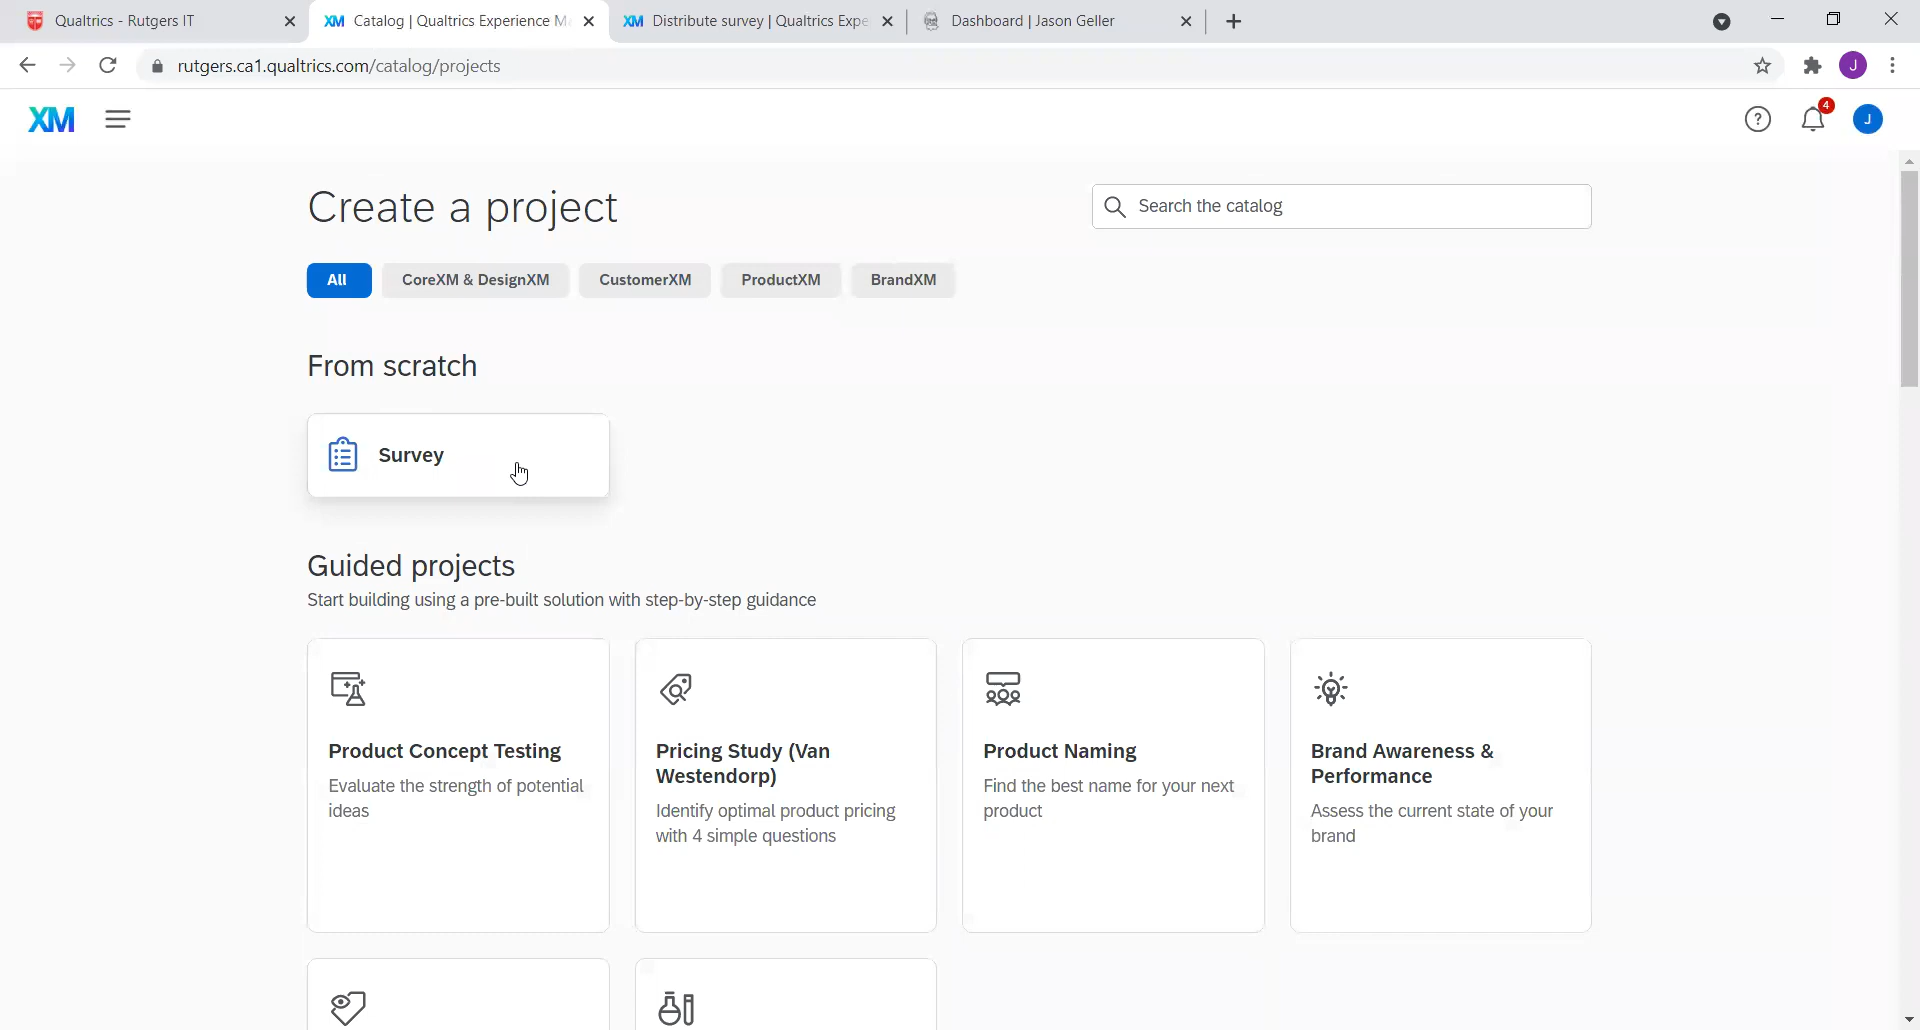 Qualtrics - Rutgers IT
XM Catalog | Qualtrics Experience M
XM Distribute survey | Qualtrics Expe
Dashboard | Jason Geller
rutgers.ca1.qualtrics.com/catalog/projects
J
XM
?
4
J
Create a project
Search the catalog
All
CoreXM & DesignXM
CustomerXM
ProductXM
BrandXM
From scratch
Survey
Guided projects
Start building using a pre-built solution with step-by-step guidance
Product Concept Testing
Evaluate the strength of potential
ideas
Pricing Study (Van
Westendorp)
Identify optimal product pricing
with 4 simple questions
Product Naming
Find the best name for your next
product
Brand Awareness &
Performance
Assess the current state of your
brand